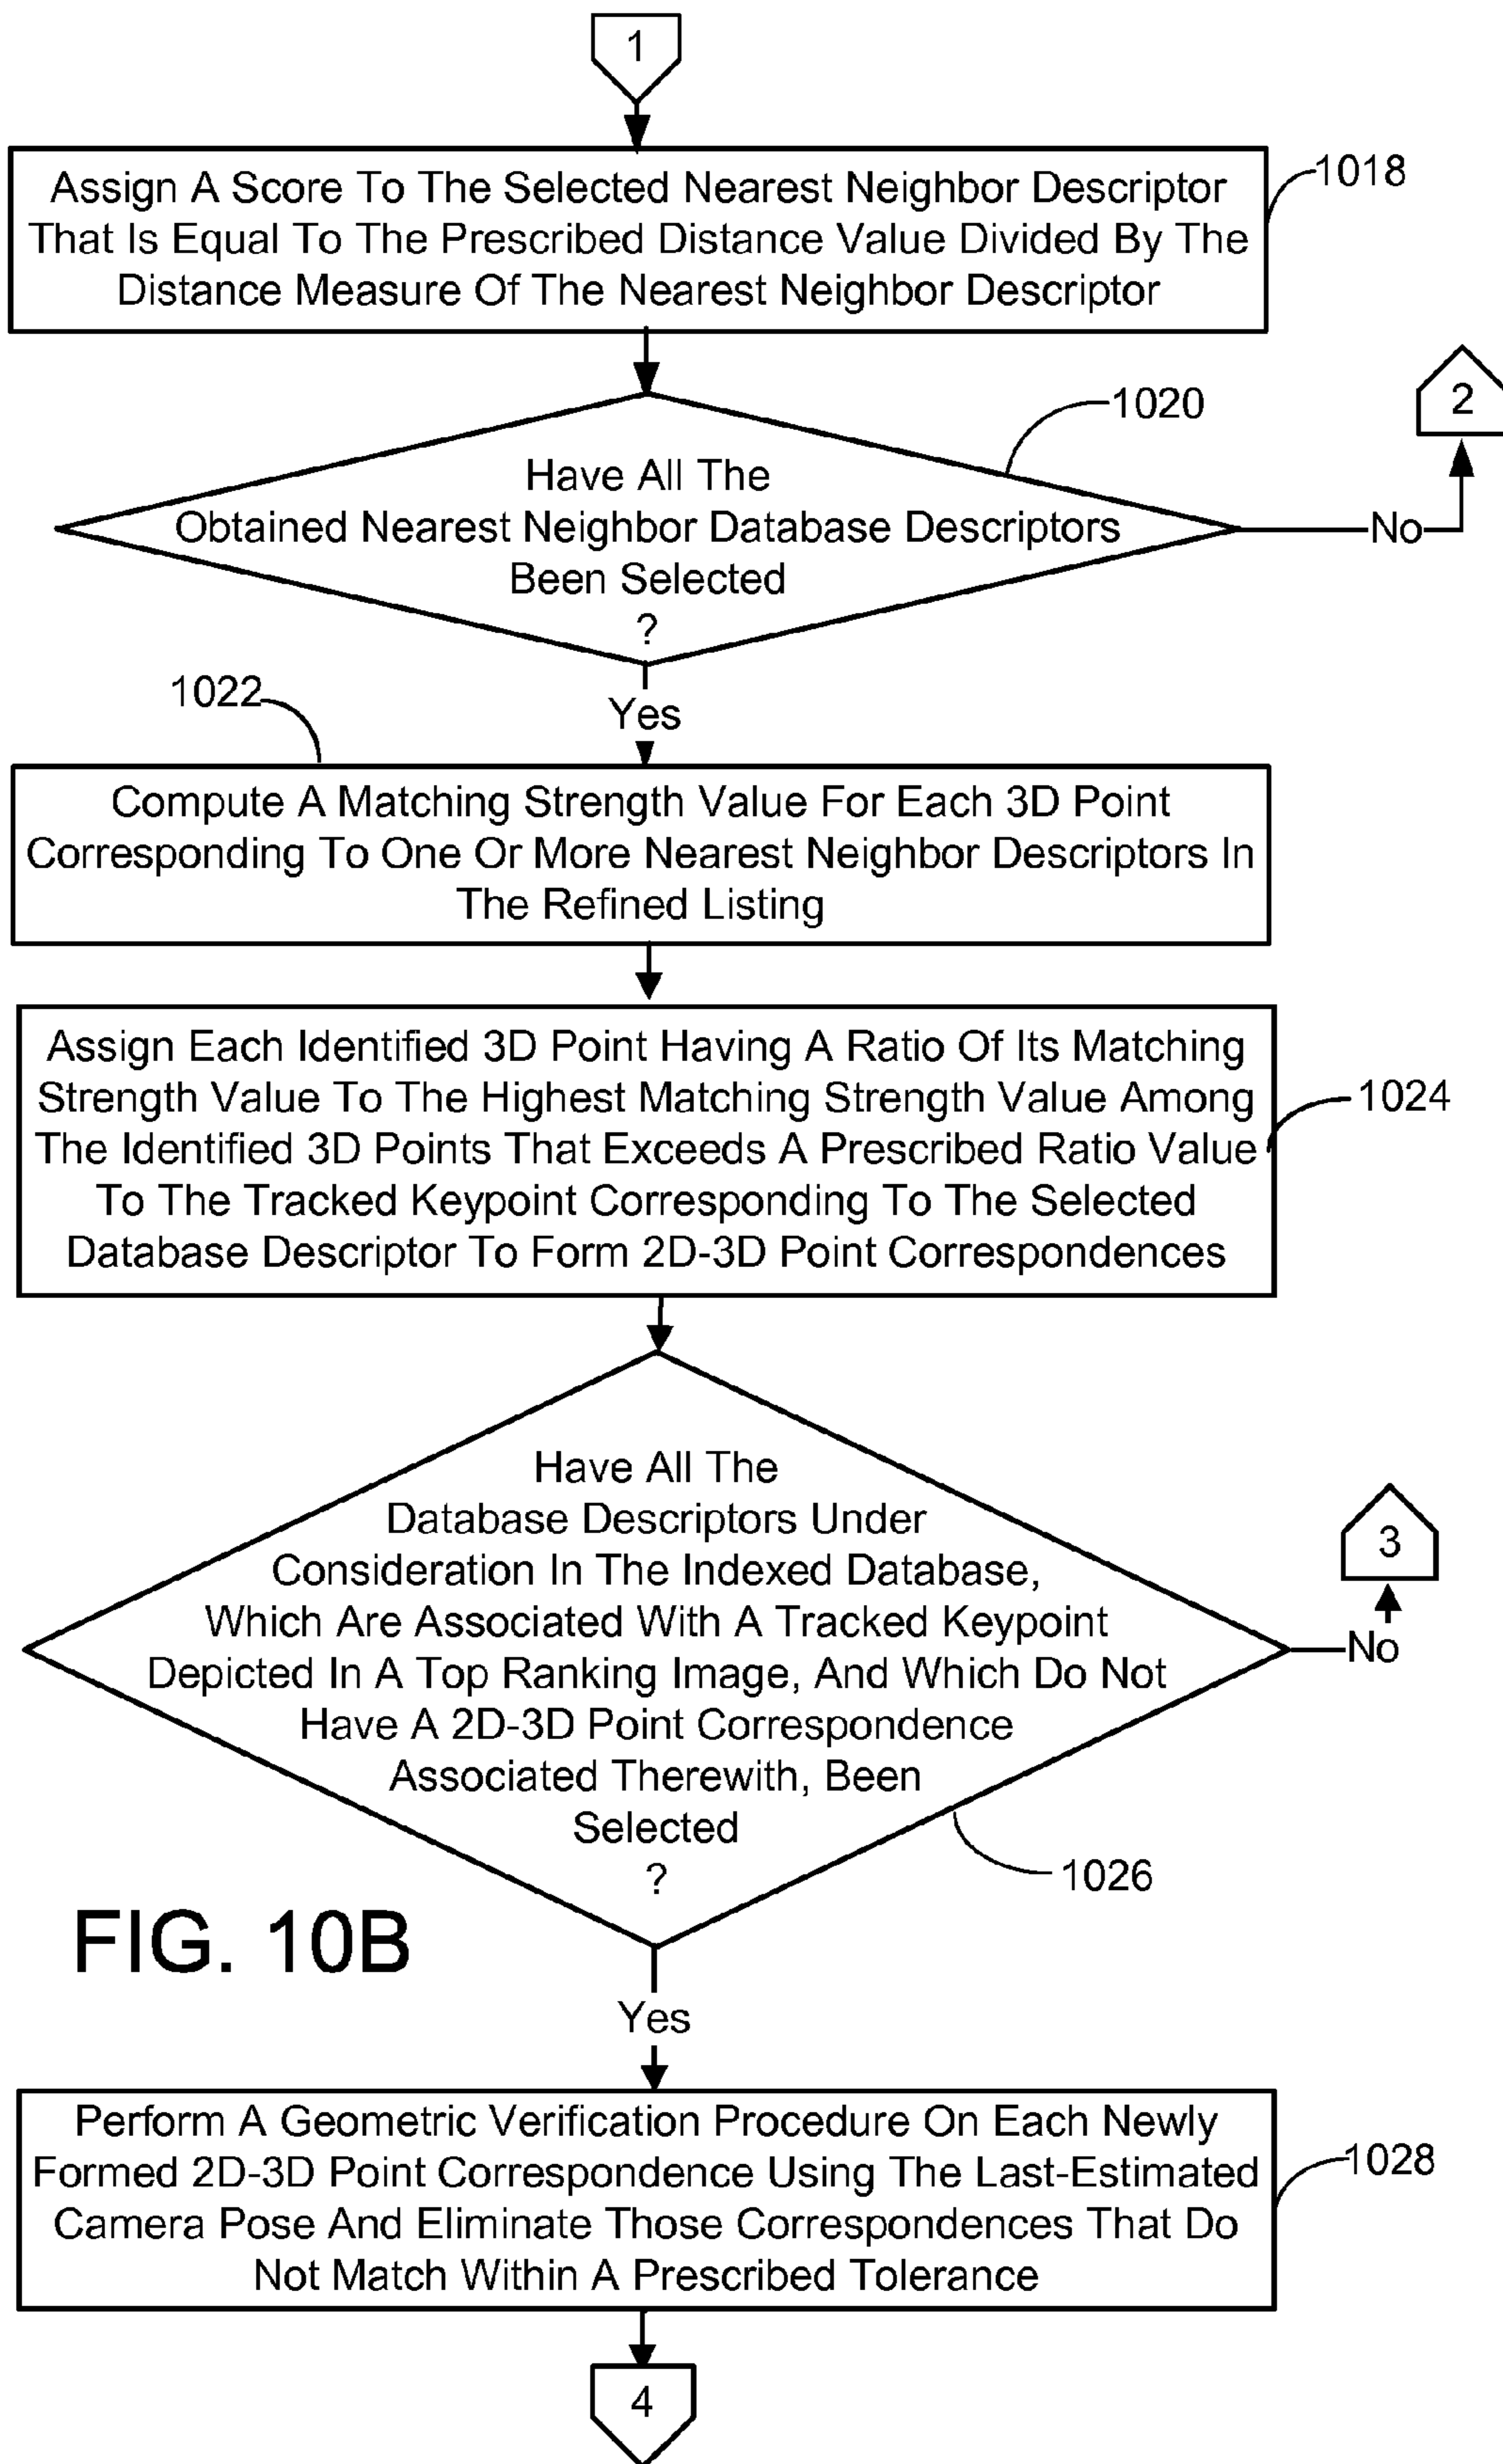 1
Assign A Score To The Selected Nearest Neighbor Descriptor
That Is Equal To The Prescribed Distance Value Divided By The
Distance Measure Of The Nearest Neighbor Descriptor
1018
1020
2
Have All The
Obtained Nearest Neighbor Database Descriptors
Been Selected
?
No
1022
Yes
Compute A Matching Strength Value For Each 3D Point
Corresponding To One Or More Nearest Neighbor Descriptors In
The Refined Listing
Assign Each Identified 3D Point Having A Ratio Of Its Matching
Strength Value To The Highest Matching Strength Value Among
The Identified 3D Points That Exceeds A Prescribed Ratio Value
To The Tracked Keypoint Corresponding To The Selected
Database Descriptor To Form 2D-3D Point Correspondences
1024
Have All The
Database Descriptors Under
Consideration In The Indexed Database,
Which Are Associated With A Tracked Keypoint
Depicted In A Top Ranking Image, And Which Do Not
Have A 2D-3D Point Correspondence
Associated Therewith, Been
Selected
?
3
No
1026
FIG. 10B
Yes
Perform A Geometric Verification Procedure On Each Newly
Formed 2D-3D Point Correspondence Using The Last-Estimated
Camera Pose And Eliminate Those Correspondences That Do
Not Match Within A Prescribed Tolerance
1028
4